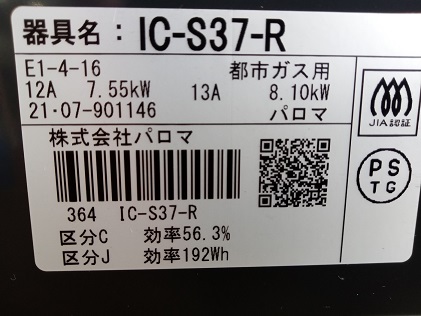 器具名：IC-S37-R
E1-4-16 都市ガス用
12A 7.55kW 13A 8.10kW
21･07-901146 パロマ
株式会社パロマ
364 IC-S37-R
区分C 効率56.3%
区分J 効率192Wh
JIA認証
PS
TG